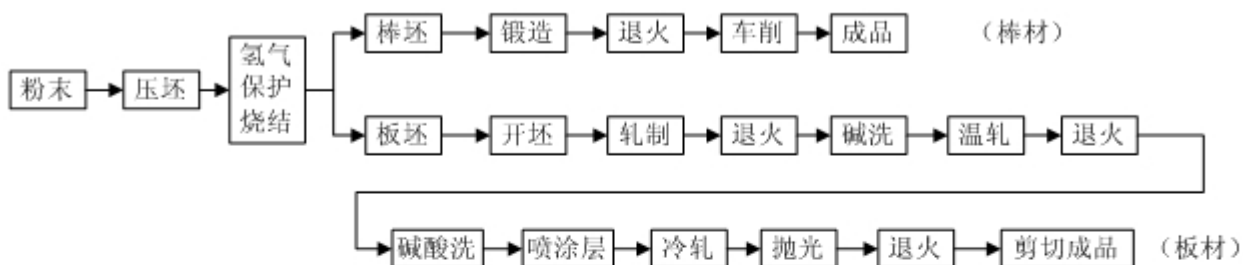 粉末
压坯
氢气
保护
烧结
棒坯
锻造
退火
车削
成品
（棒材）
板坯
开坯
轧制
退火
碱洗
温轧
退火
碱酸洗
喷涂层
冷轧
抛光
退火
剪切成品
（板材）